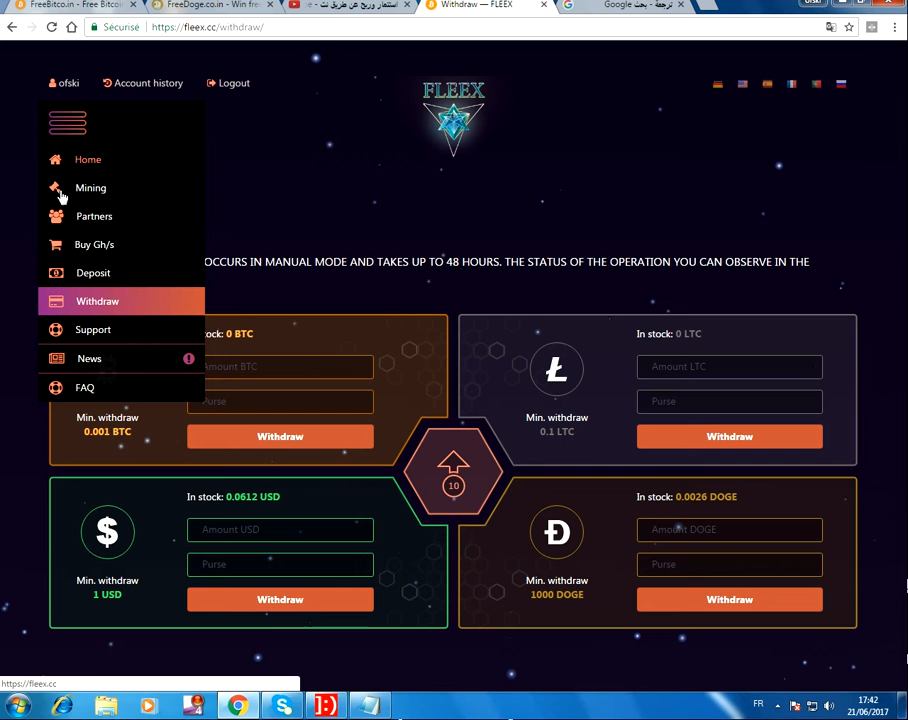 FreeBitco.in - Free Bitcoi
FreeDoge.co.in - Win fre
استثمار وربح عن طريق نت
Withdraw — FLEEX
ترجمة - بحث Google
ofski
Sécurisé
https://fleex.cc/withdraw/
ofski
Account history
Logout
FLEEX
Home
Mining
Partners
Buy Gh/s
Deposit
Withdraw
Support
News
FAQ
OCCURS IN MANUAL MODE AND TAKES UP TO 48 HOURS. THE STATUS OF THE OPERATION YOU CAN OBSERVE IN THE
ock: 0 BTC
Amount BTC
Purse
Min. withdraw
0.001 BTC
Withdraw
In stock: 0 LTC
Amount LTC
Purse
Min. withdraw
0.1 LTC
Withdraw
10
In stock: 0.0612 USD
Amount USD
Purse
Min. withdraw
1 USD
Withdraw
In stock: 0.0026 DOGE
Amount DOGE
Purse
Min. withdraw
1000 DOGE
Withdraw
https://fleex.cc
FR
17:42
21/06/2017